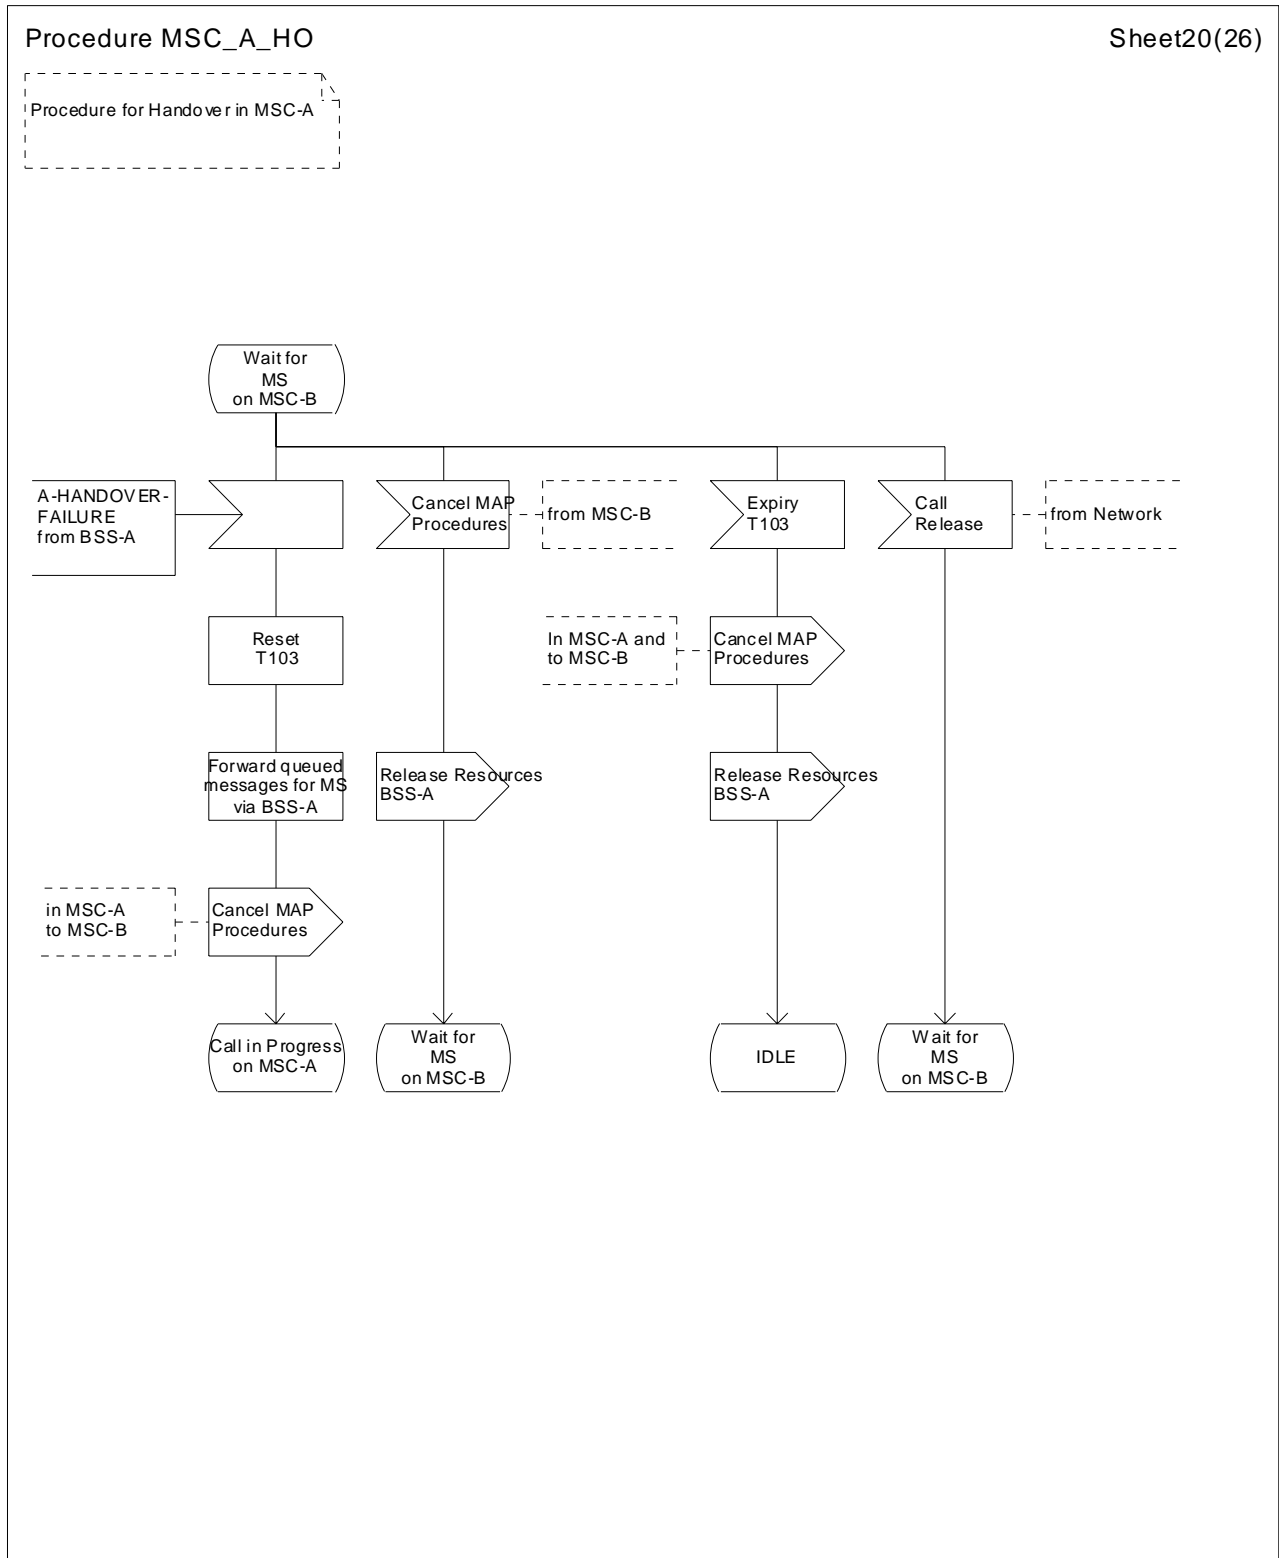 Procedure MSC_A_HO
Sheet20(26)
Procedure for Handover in MSC-A
Wait for
MS
on MSC-B
A-HANDOVER-
FAILURE
from BSS-A
Cancel MAP
Procedures
from MSC-B
Expiry
T103
Call
Release
from Network
Reset
T103
In MSC-A and
to MSC-B
Cancel MAP
Procedures
Forward queued
messages for MS
via BSS-A
Release Resources
BSS-A
Release Resources
BSS-A
in MSC-A
to MSC-B
Cancel MAP
Procedures
Call in Progress
on MSC-A
Wait for
MS
on MSC-B
IDLE
Wait for
MS
on MSC-B